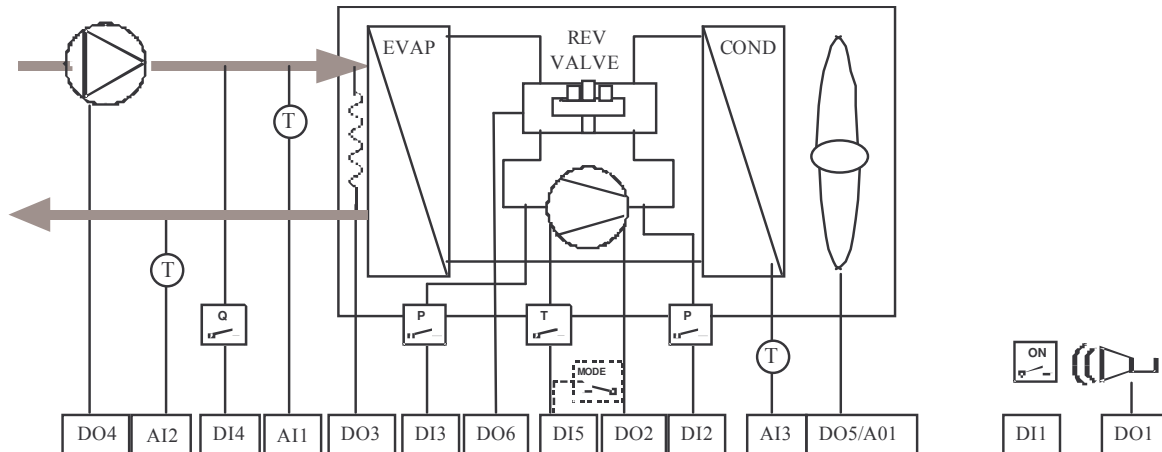 EVAP
REV
VALVE
COND
T
T
Q
P
T
P
T
MODE
ON
DO4
AI2
DI4
AI1
DO3
DI3
DO6
DI5
DO2
DI2
AI3
DO5/A01
DI1
DO1